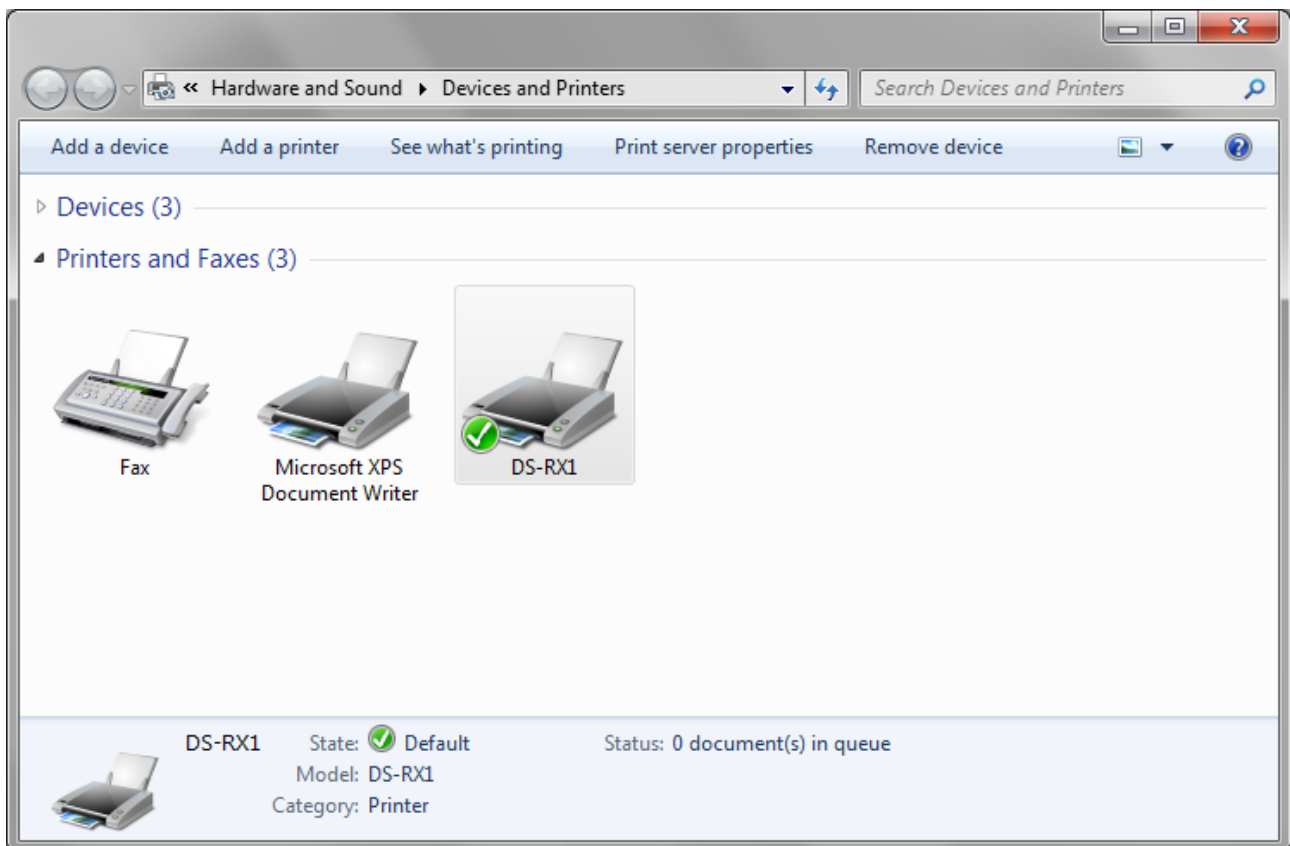 « Hardware and Sound ▸ Devices and Printers Search Devices and Printers
Add a device Add a printer See what's printing Print server properties Remove device
Devices (3)
Printers and Faxes (3)
Fax Microsoft XPS DS-RX1
Document Writer
DS-RX1 State: Default Status: 0 document(s) in queue
Model: DS-RX1
Category: Printer